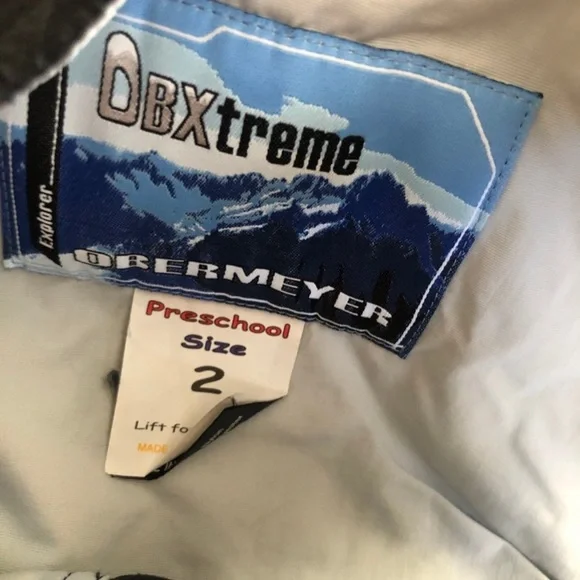 OBXtreme
Explorer
OBERMEYER
Preschool
Size
2
Lift fo
MADE